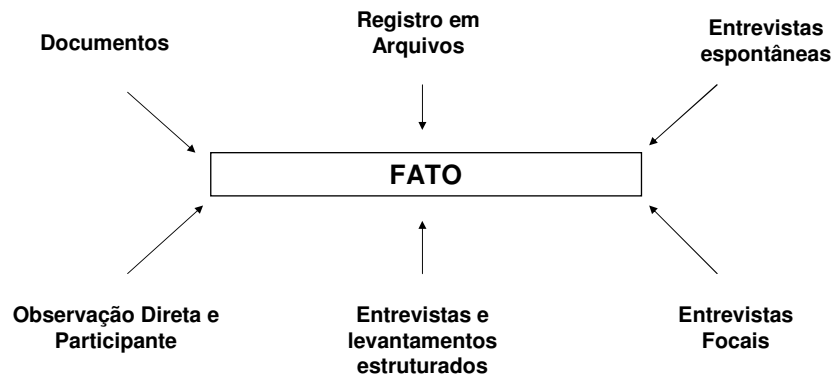 Documentos
Registro em
Arquivos
Entrevistas
espontâneas
FATO
Observação Direta e
Participante
Entrevistas e
levantamentos
estruturados
Entrevistas
Focais